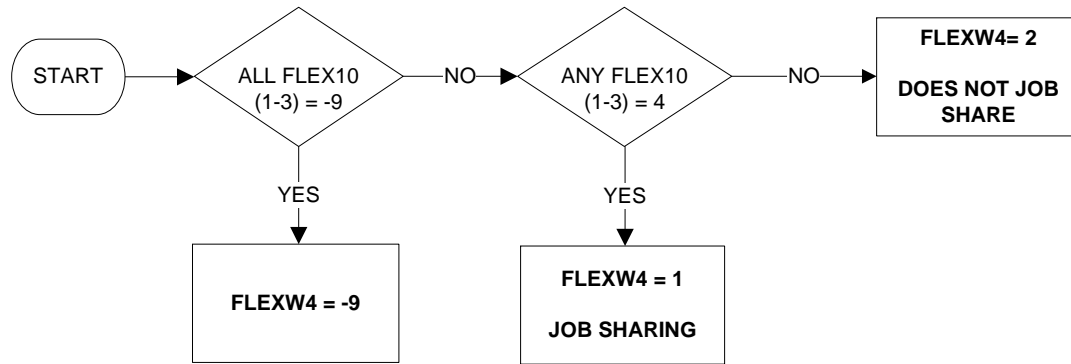 START
ALL FLEX10
(1-3) = -9
NO
ANY FLEX10
(1-3) = 4
NO
FLEXW4= 2
DOES NOT JOB
SHARE
YES
YES
FLEXW4 = -9
FLEXW4 = 1
JOB SHARING